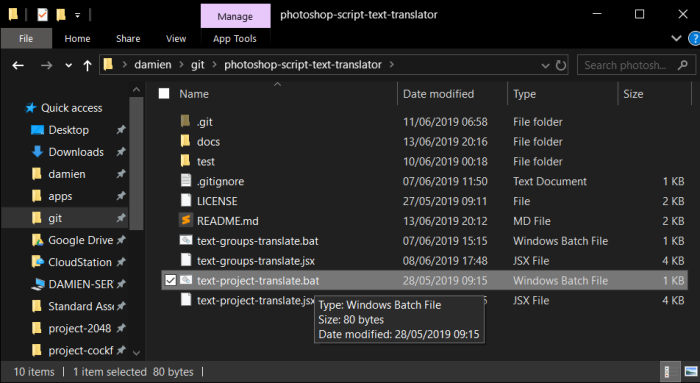 Manage
photoshop-script-text-translator
File
Home
Share
View
App Tools
damien
git
photoshop-script-text-translator
Search photosh...
Name
Date modified
Type
Size
Quick access
Desktop
Downloads
damien
apps
git
Google Drive
CloudStation
DAMIEN-SER
Standard Asse
project-2048
project-cockp
.git 11/06/2019 06:58 File folder
docs 13/06/2019 20:16 File folder
test 10/06/2019 00:18 File folder
.gitignore 07/06/2019 11:50 Text Document 1 KB
LICENSE 27/05/2019 09:11 File 2 KB
README.md 13/06/2019 20:12 MD File 2 KB
text-groups-translate.bat 07/06/2019 15:15 Windows Batch File 1 KB
text-groups-translate.jsx 08/06/2019 17:48 JSX File 4 KB
text-project-translate.bat 28/05/2019 09:15 Windows Batch File 1 KB
text-project-translate.jsx 5 JSX File 4 KB
Type: Windows Batch File
Size: 80 bytes
Date modified: 28/05/2019 09:15
10 items
1 item selected 80 bytes